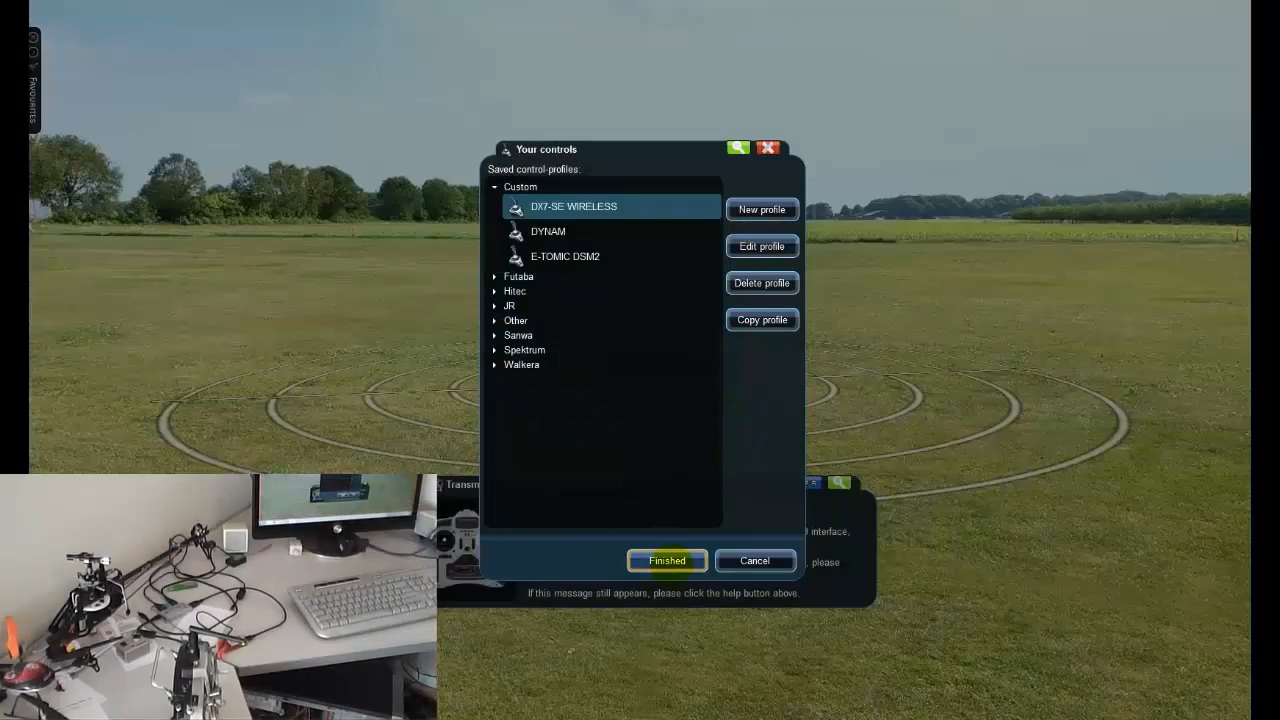 FAVOURITES
Your controls
Saved control-profiles:
Custom
DX7-SE WIRELESS
DYNAM
E-TOMIC DSM2
Futaba
Hitec
JR
Other
Sanwa
Spektrum
Walkera
New profile
Edit profile
Delete profile
Copy profile
Transm
interface,
please
Finished
Cancel
If this message still appears, please click the help button above.